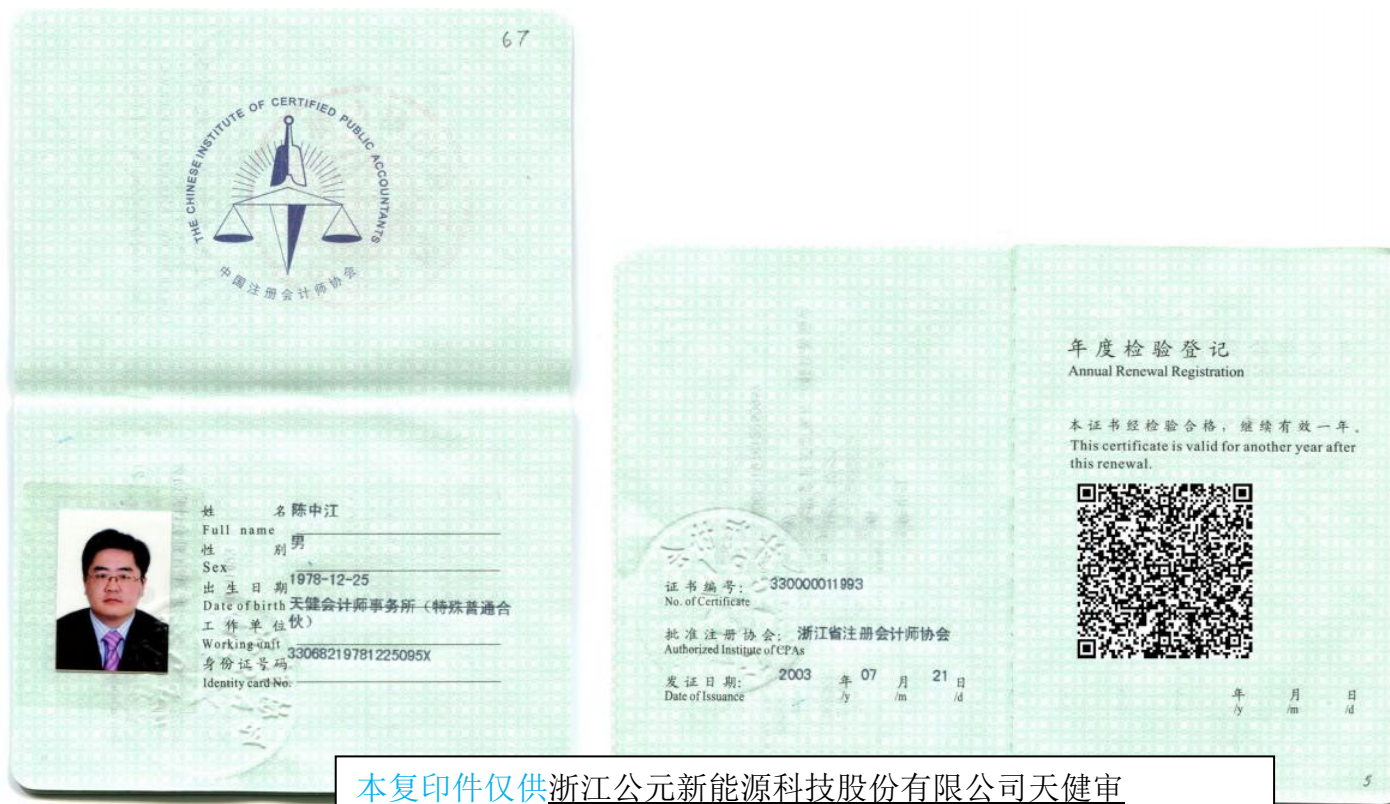 67
THE CHINESE INSTITUTE OF CERTIFIED PUBLIC ACCOUNTANTS
中国注册会计师协会
姓 名 陈中江
Full name
性 别 男
Sex
出生日期 1978-12-25
Date of birth
工作单位 天健会计师事务所（特殊普通合
伙）
Working unit
身份证号码 33068219781225095X
Identity card No.
证书编号： 330000011993
No. of Certificate
批准注册协会： 浙江省注册会计师协会
Authorized Institute of CPAs
发证日期： 2003 年 07 月 21 日
Date of Issuance /y /m /d
年度检验登记
Annual Renewal Registration
本证书经检验合格，继续有效一年。
This certificate is valid for another year after
this renewal.
年 月 日
/y /m /d
5
本复印件仅供浙江公元新能源科技股份有限公司天健审